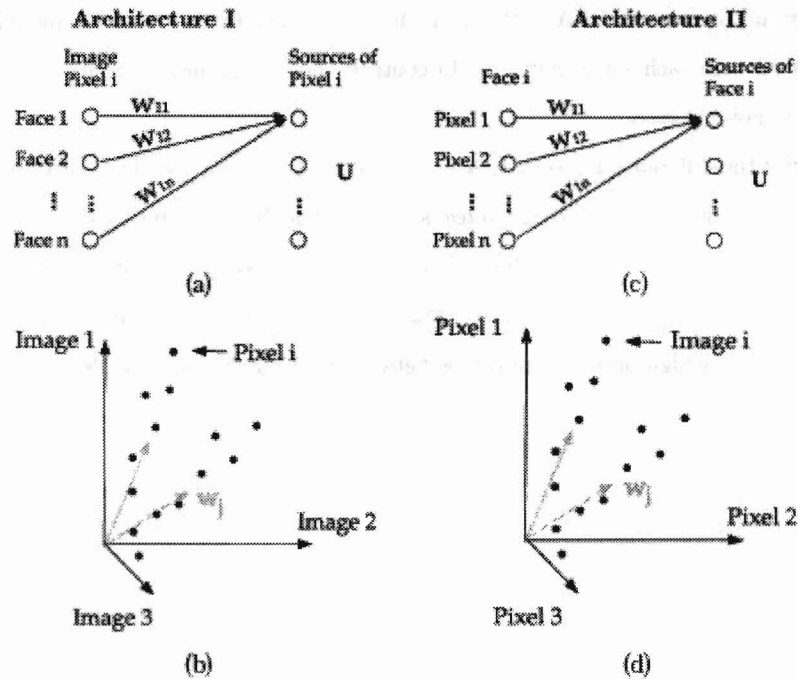 Architecture I
Image
Pixel i
Sources of
Pixel i
Face 1
W11
W12
Face 2
U
W1n
Face n
(a)
Architecture II
Face i
Sources of
Face i
Pixel 1
W11
W12
Pixel 2
U
W1n
Pixel n
(c)
Image 1
Pixel i
wj
Image 2
Image 3
(b)
Pixel 1
Image i
wj
Pixel 2
Pixel 3
(d)